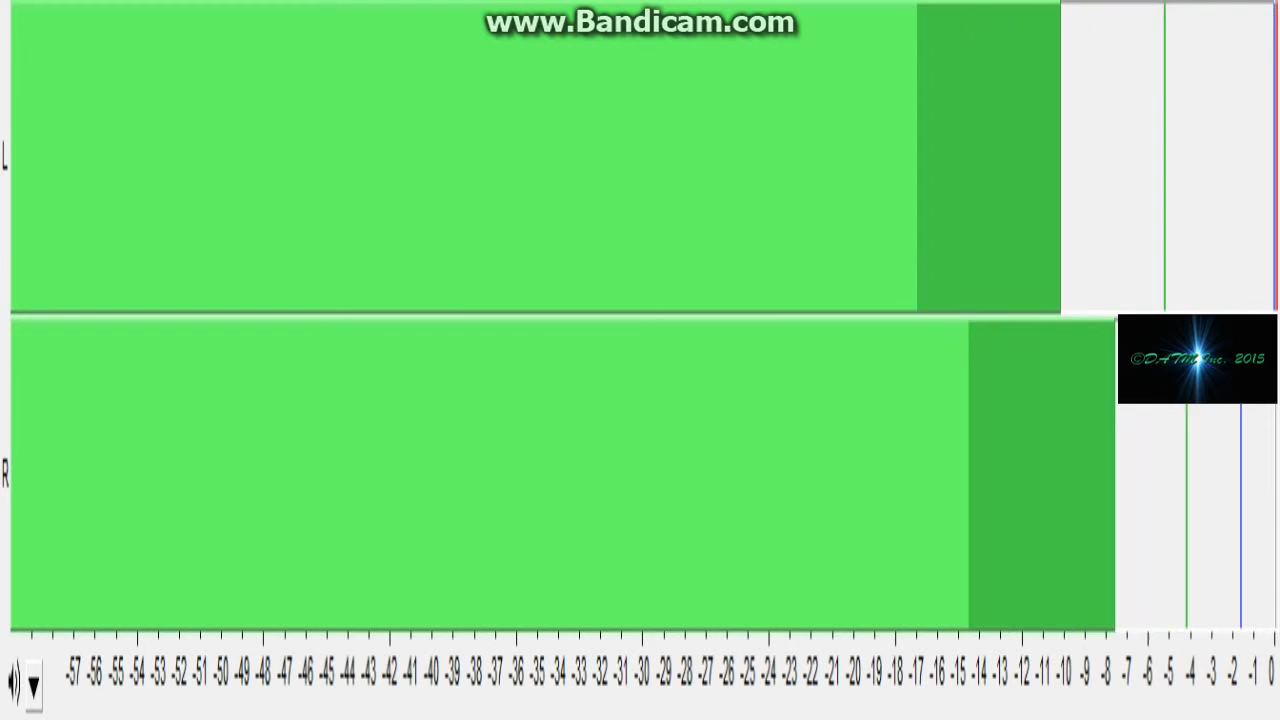 www.Bandicam.com
L
©DATM Inc. 2015
R
-57 -56 -55 -54 -53 -52 -51 -50 -49 -48 -47 -46 -45 -44 -43 -42 -41 -40 -39 -38 -37 -36 -35 -34 -33 -32 -31 -30 -29 -28 -27 -26 -25 -24 -23 -22 -21 -20 -19 -18 -17 -16 -15 -14 -13 -12 -11 -10 -9 -8 -7 -6 -5 -4 -3 -2 -1 0